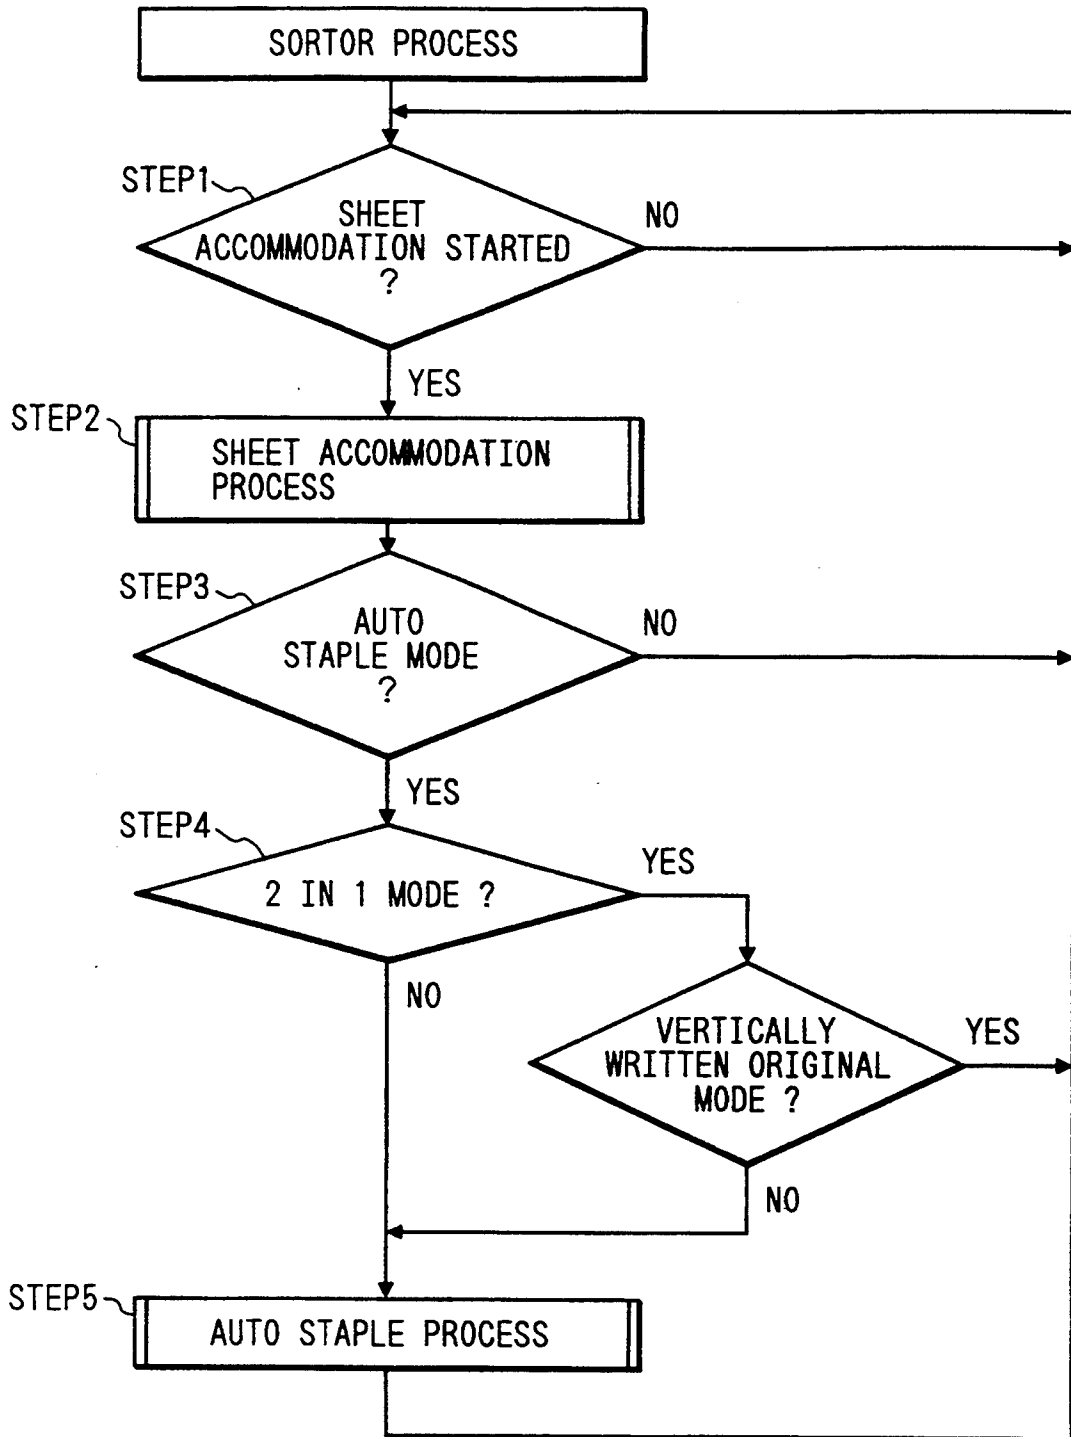 SORTOR PROCESS
STEP1
SHEET
ACCOMMODATION STARTED
?
NO
YES
STEP2
SHEET ACCOMMODATION
PROCESS
STEP3
AUTO
STAPLE MODE
?
NO
YES
STEP4
2 IN 1 MODE ?
YES
NO
VERTICALLY
WRITTEN ORIGINAL
MODE ?
YES
NO
STEP5
AUTO STAPLE PROCESS